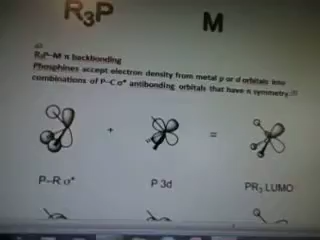 R3P M
R3P–M π backbonding
Phosphines accept electron density from metal p or d orbitals into
combinations of P–C σ* antibonding orbitals that have π symmetry.
+ =
P–R σ* P 3d PR3 LUMO